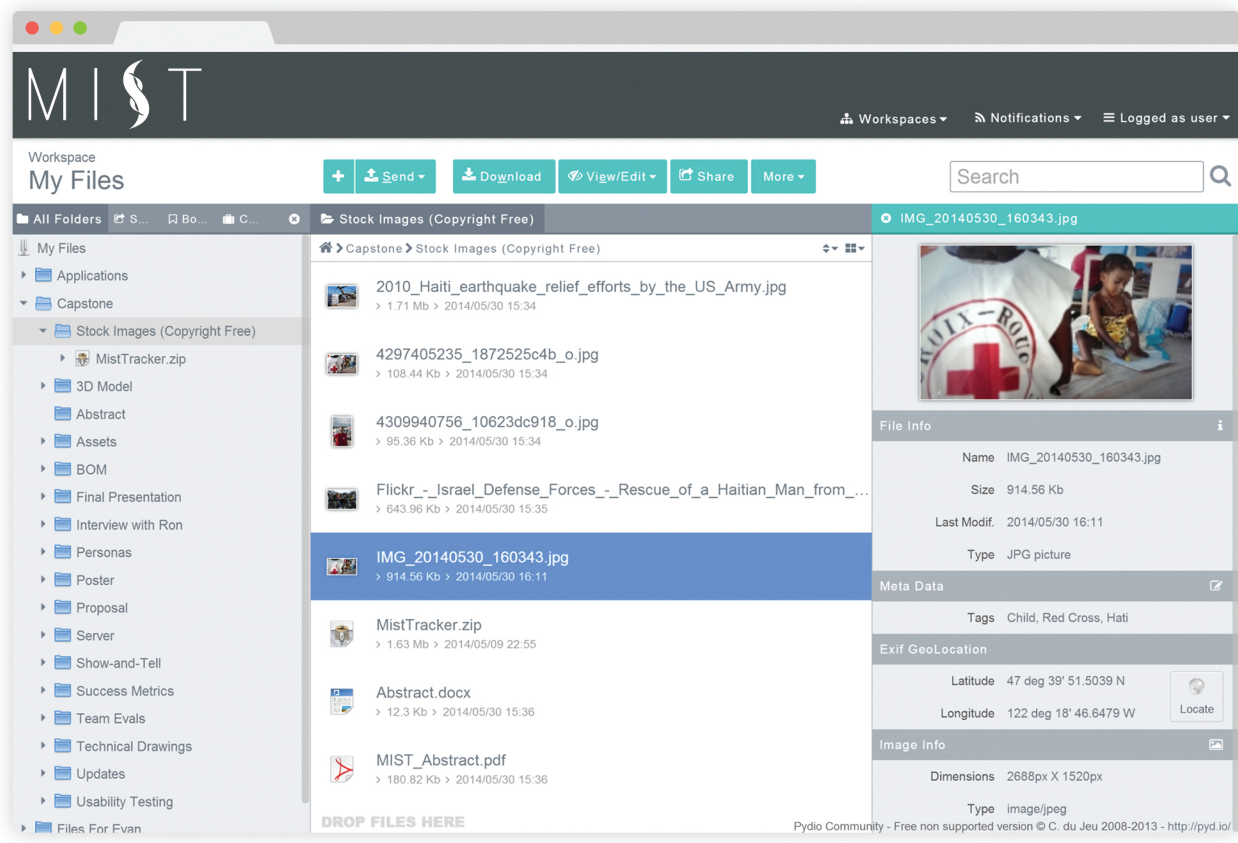 MIST
Workspaces
Notifications
Logged as user
Workspace
My Files
+
Send
Download
View/Edit
Share
More
Search
All Folders
S...
Bo...
C...
Stock Images (Copyright Free)
IMG_20140530_160343.jpg
My Files
Applications
Capstone
Stock Images (Copyright Free)
MistTracker.zip
3D Model
Abstract
Assets
BOM
Final Presentation
Interview with Ron
Personas
Poster
Proposal
Server
Show-and-Tell
Success Metrics
Team Evals
Technical Drawings
Updates
Usability Testing
Files For Evan
Capstone > Stock Images (Copyright Free)
2010_Haiti_earthquake_relief_efforts_by_the_US_Army.jpg
> 1.71 Mb > 2014/05/30 15:34
4297405235_1872525c4b_o.jpg
> 108.44 Kb > 2014/05/30 15:34
4309940756_10623dc918_o.jpg
> 95.36 Kb > 2014/05/30 15:34
Flickr_-_Israel_Defense_Forces_-_Rescue_of_a_Haitian_Man_from_...
> 643.96 Kb > 2014/05/30 15:35
IMG_20140530_160343.jpg
> 914.56 Kb > 2014/05/30 16:11
MistTracker.zip
> 1.63 Mb > 2014/05/09 22:55
Abstract.docx
> 12.3 Kb > 2014/05/30 15:36
MIST_Abstract.pdf
> 180.82 Kb > 2014/05/30 15:36
DROP FILES HERE
CROIX-ROUGE
File Info
Name IMG_20140530_160343.jpg
Size 914.56 Kb
Last Modif. 2014/05/30 16:11
Type JPG picture
Meta Data
Tags Child, Red Cross, Hati
Exif GeoLocation
Latitude 47 deg 39' 51.5039 N
Longitude 122 deg 18' 46.6479 W
Locate
Image Info
Dimensions 2688px X 1520px
Type image/jpeg
Pydio Community - Free non supported version © C. du Jeu 2008-2013 - http://pyd.io/